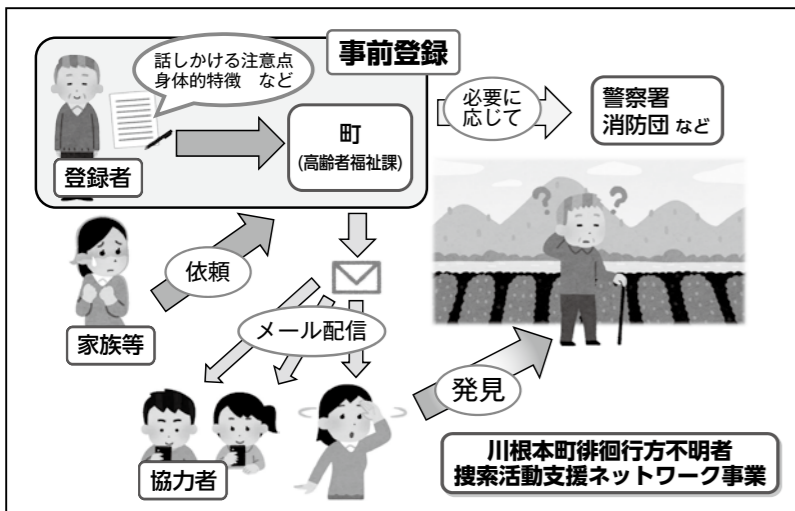 事前登録
話しかける注意点
身体的特徴 など
登録者
町
(高齢者福祉課)
必要に
応じて
警察署
消防団 など
?
?
家族等
依頼
メール配信
協力者
発見
川根本町徘徊行方不明者
捜索活動支援ネットワーク事業